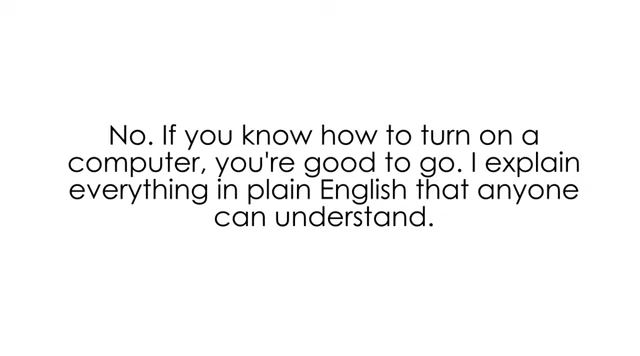 No. If you know how to turn on a
computer, you're good to go. I explain
everything in plain English that anyone
can understand.